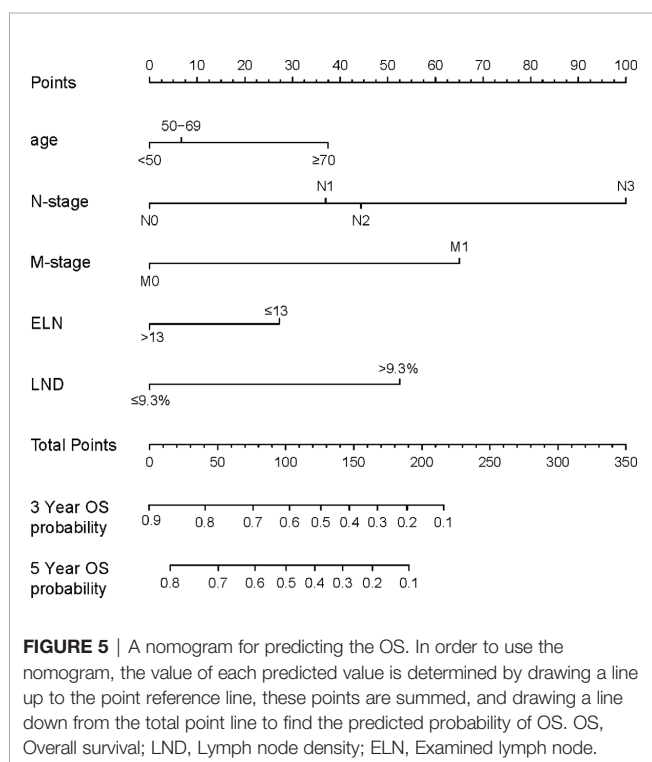 0 10 20 30 40 50 60 70 80 90 100
Points
50−69
age
<50 ≥70
N1 N3
N-stage
N0 N2
M1
M-stage
M0
≤13
ELN
>13
>9.3%
LND
≤9.3%
Total Points
0 50 100 150 200 250 300 350
3 Year OS
probability
0.9 0.8 0.7 0.6 0.5 0.4 0.3 0.2 0.1
5 Year OS
probability
0.8 0.7 0.6 0.5 0.4 0.3 0.2 0.1
FIGURE 5 | A nomogram for predicting the OS. In order to use the
nomogram, the value of each predicted value is determined by drawing a line
up to the point reference line, these points are summed, and drawing a line
down from the total point line to find the predicted probability of OS. OS,
Overall survival; LND, Lymph node density; ELN, Examined lymph node.